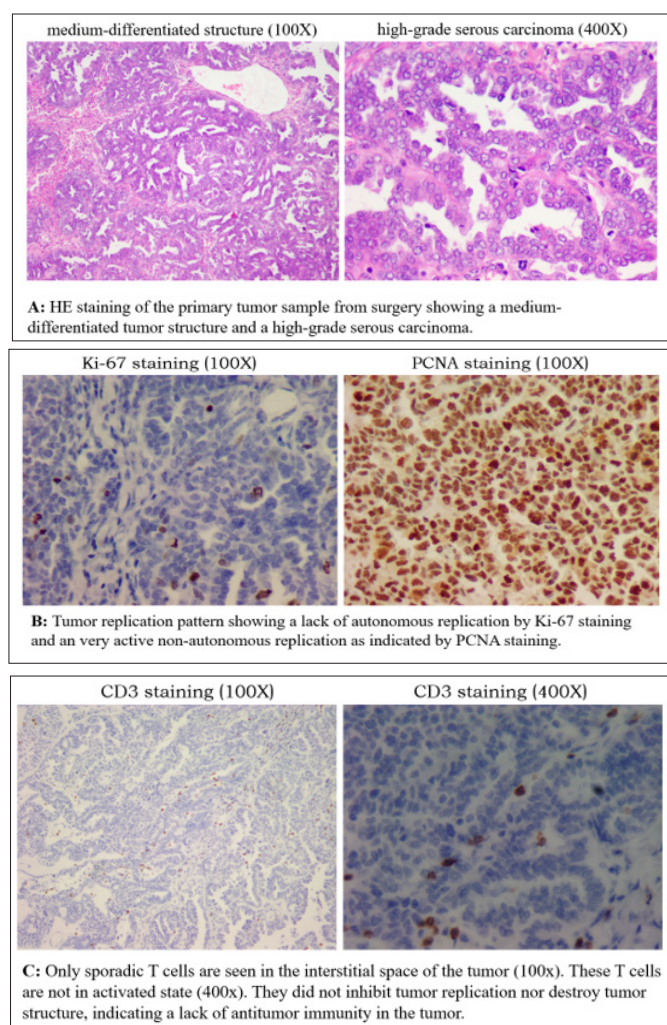 medium-differentiated structure (100X)
high-grade serous carcinoma (400X)
A: HE staining of the primary tumor sample from surgery showing a medium-
differentiated tumor structure and a high-grade serous carcinoma.
Ki-67 staining (100X)
PCNA staining (100X)
B: Tumor replication pattern showing a lack of autonomous replication by Ki-67 staining
and an very active non-autonomous replication as indicated by PCNA staining.
CD3 staining (100X)
CD3 staining (400X)
C: Only sporadic T cells are seen in the interstitial space of the tumor (100x). These T cells
are not in activated state (400x). They did not inhibit tumor replication nor destroy tumor
structure, indicating a lack of antitumor immunity in the tumor.